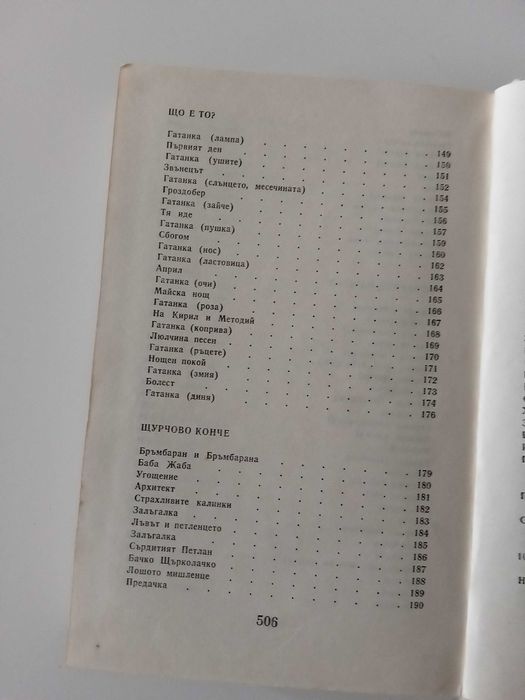 ЩО Е ТО?
Гатанка (лампа) . . . . . . 149
Първият ден . . . . . . 150
Гатанка (ушите) . . . . . . 151
Звънецът . . . . . . 152
Гатанка (слънцето, месечината) . . . . . . 154
Гроздобер . . . . . . 155
Гатанка (зайче) . . . . . . 156
Тя иде . . . . . . 157
Гатанка (пушка) . . . . . . 159
Сбогом . . . . . . 160
Гатанка (нос) . . . . . . 162
Гатанка (ластовица) . . . . . . 163
Април . . . . . . 164
Гатанка (очи) . . . . . . 165
Майска нощ . . . . . . 166
Гатанка (роза) . . . . . . 167
На Кирил и Методий . . . . . . 168
Гатанка (коприва) . . . . . . 169
Люлчина песен . . . . . . 170
Гатанка (ръцете) . . . . . . 171
Нощен покой . . . . . . 172
Гатанка (змия) . . . . . . 173
Болест . . . . . . 174
Гатанка (диня) . . . . . . 176
ЩУРЧОВО КОНЧЕ
Бръмбаран и Бръмбарана . . . . . . 179
Баба Жаба . . . . . . 180
Угощение . . . . . . 181
Архитект . . . . . . 182
Страхливите калинки . . . . . . 183
Залъгалка . . . . . . 184
Лъвът и петленцето . . . . . . 185
Залъгалка . . . . . . 186
Сърдитият Петлан . . . . . . 187
Бачко Щърколачко . . . . . . 188
Лошото мишленце . . . . . . 189
Предачка . . . . . . 190
506